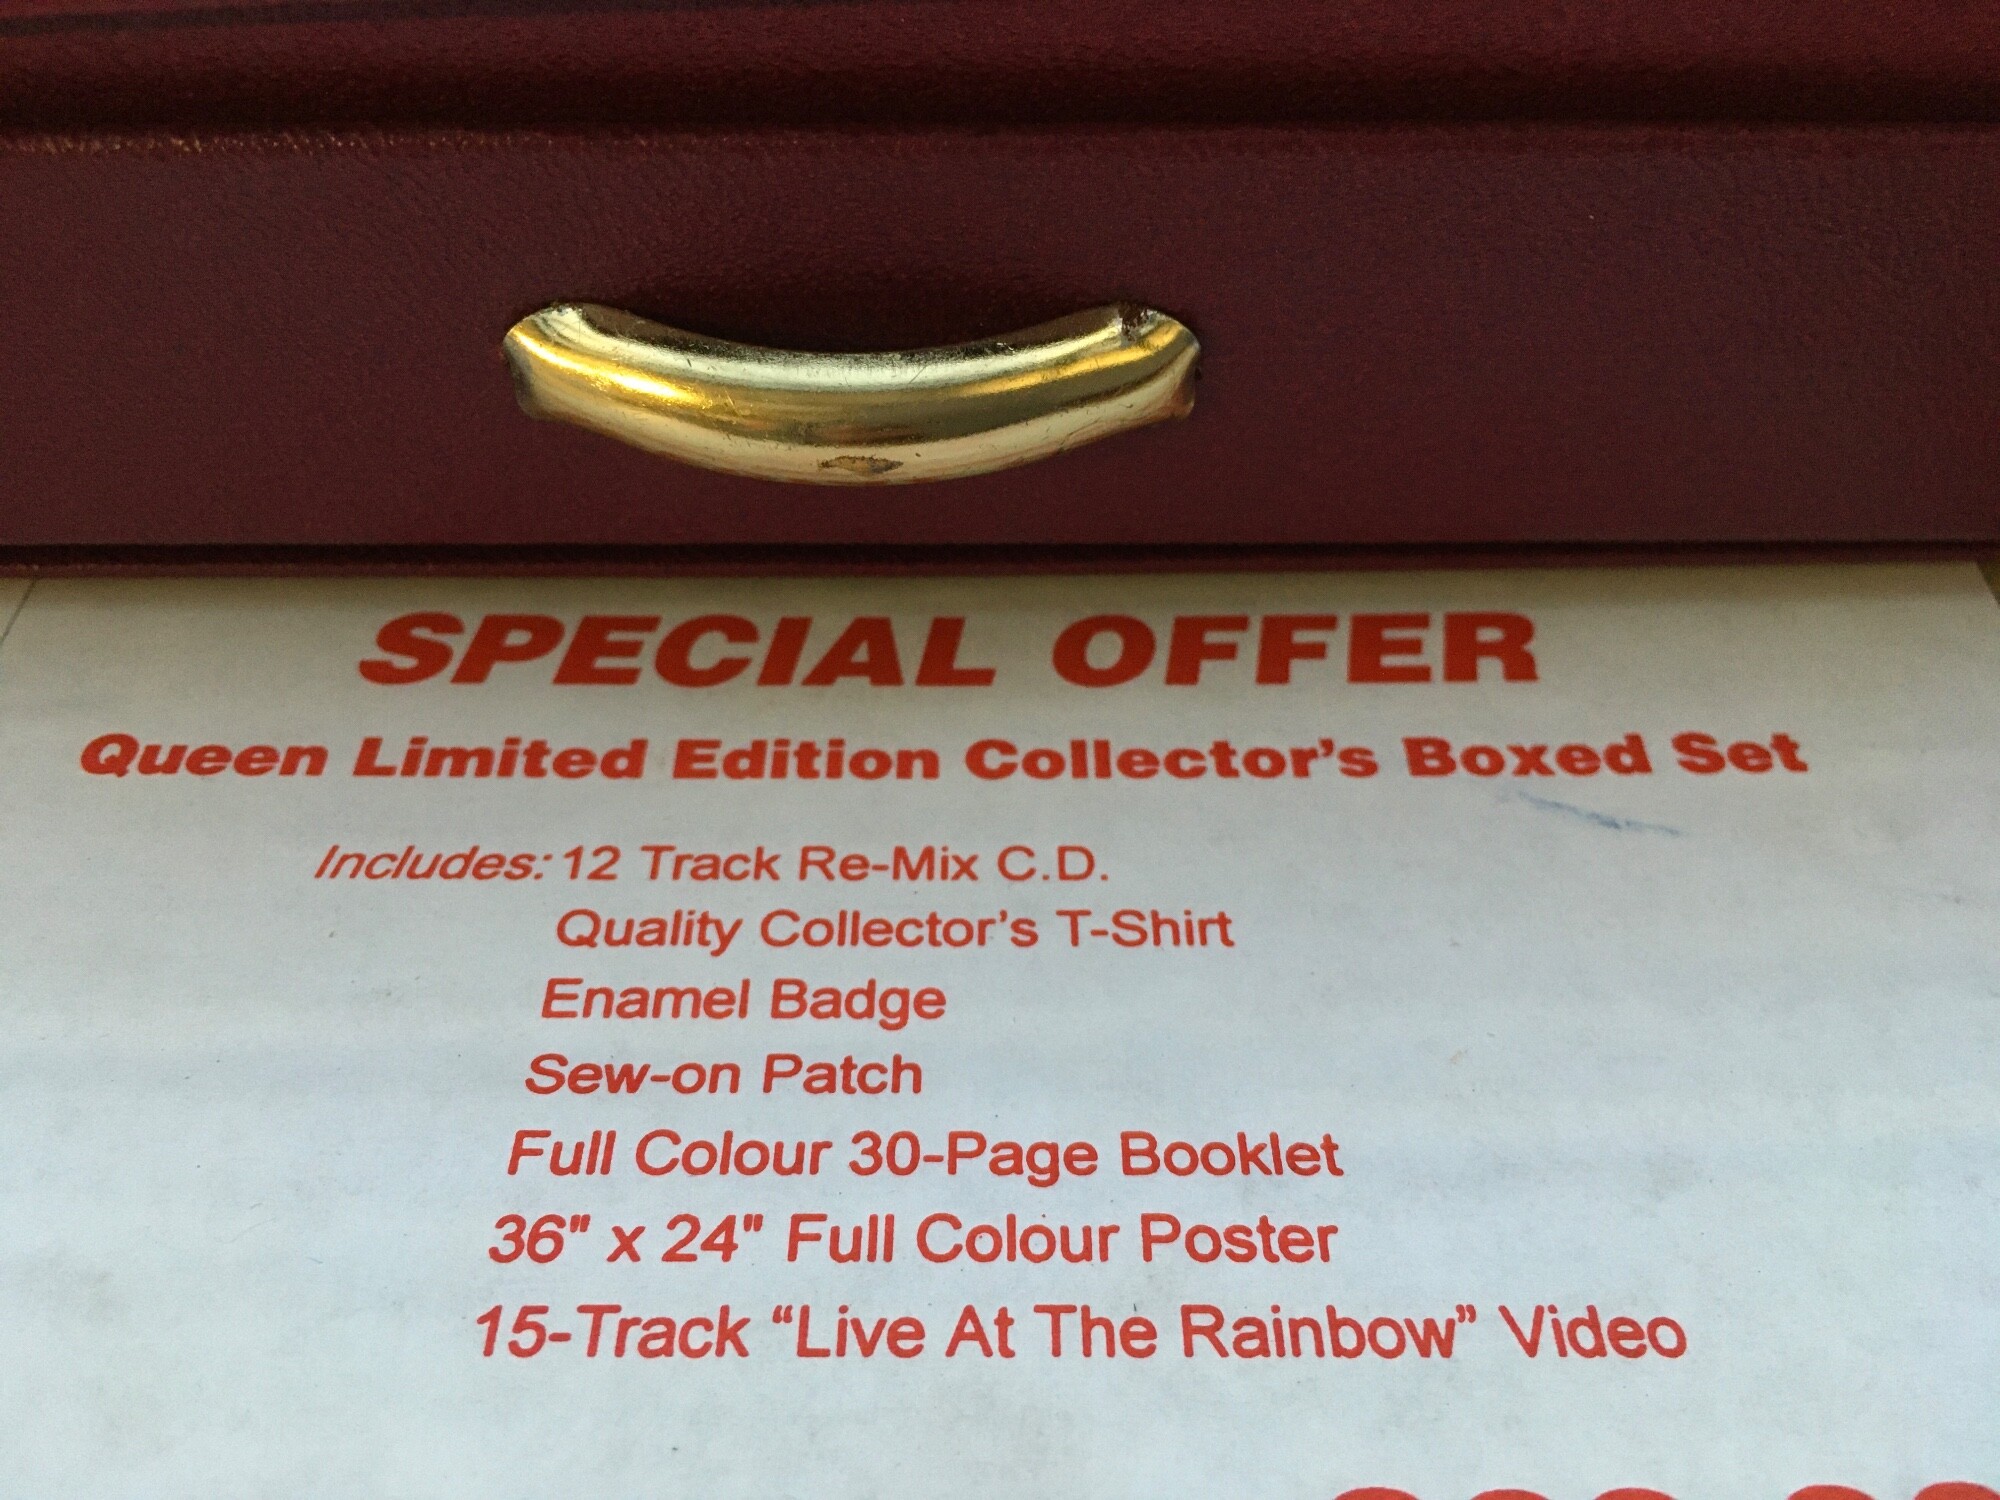 SPECIAL OFFER
Queen Limited Edition Collector's Boxed Set
Includes: 12 Track Re-Mix C.D.
Quality Collector's T-Shirt
Enamel Badge
Sew-on Patch
Full Colour 30-Page Booklet
36" x 24" Full Colour Poster
15-Track “Live At The Rainbow” Video